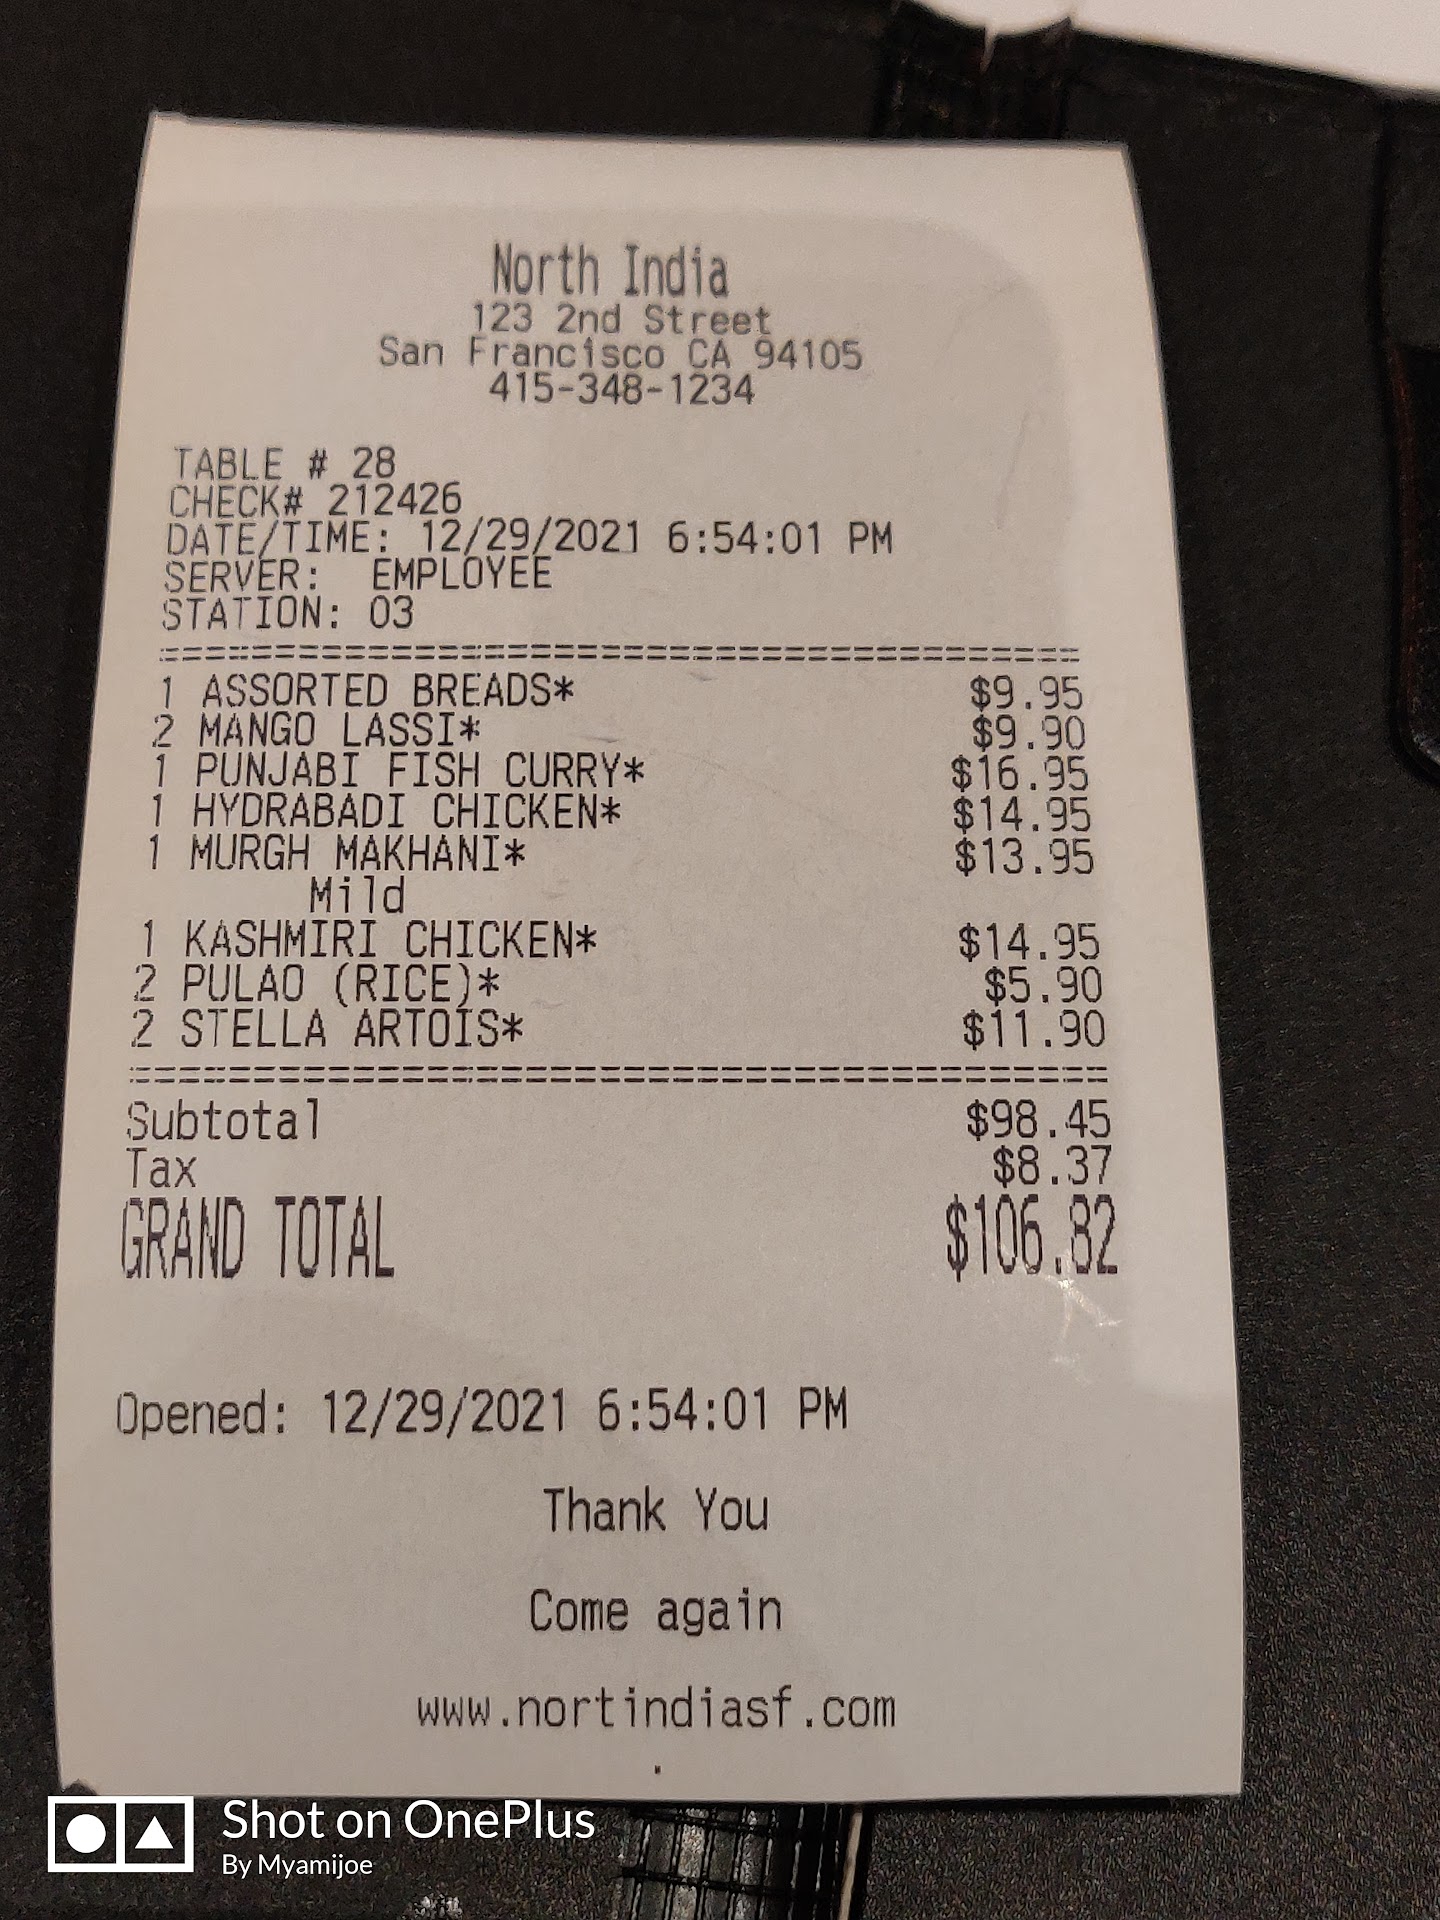 North India
123 2nd Street
San Francisco CA 94105
415-348-1234
TABLE # 28
CHECK# 212426
DATE/TIME: 12/29/2021 6:54:01 PM
SERVER: EMPLOYEE
STATION: 03
========================================
1 ASSORTED BREADS* $9.95
2 MANGO LASSI* $9.90
1 PUNJABI FISH CURRY* $16.95
1 HYDRABADI CHICKEN* $14.95
1 MURGH MAKHANI* $13.95
Mild
1 KASHMIRI CHICKEN* $14.95
2 PULAO (RICE)* $5.90
2 STELLA ARTOIS* $11.90
========================================
Subtotal $98.45
Tax $8.37
GRAND TOTAL $106.82
Opened: 12/29/2021 6:54:01 PM
Thank You
Come again
www.nortindiasf.com
.
Shot on OnePlus
By Myamijoe